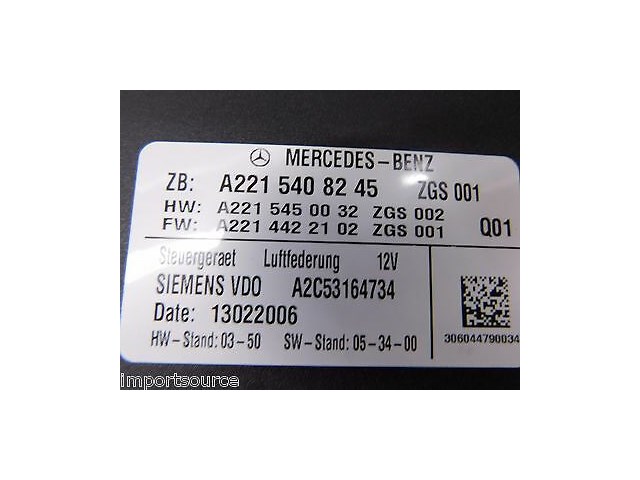 MERCEDES-BENZ
ZB: A221 540 82 45 ZGS 001
HW: A221 545 00 32 ZGS 002
FW: A221 442 21 02 ZGS 001 Q01
Steuergeraet Luftfederung 12V
SIEMENS VDO A2C53164734
Date: 13022006
HW-Stand: 03-50 SW-Stand: 05-34-00
306044790034
importsource